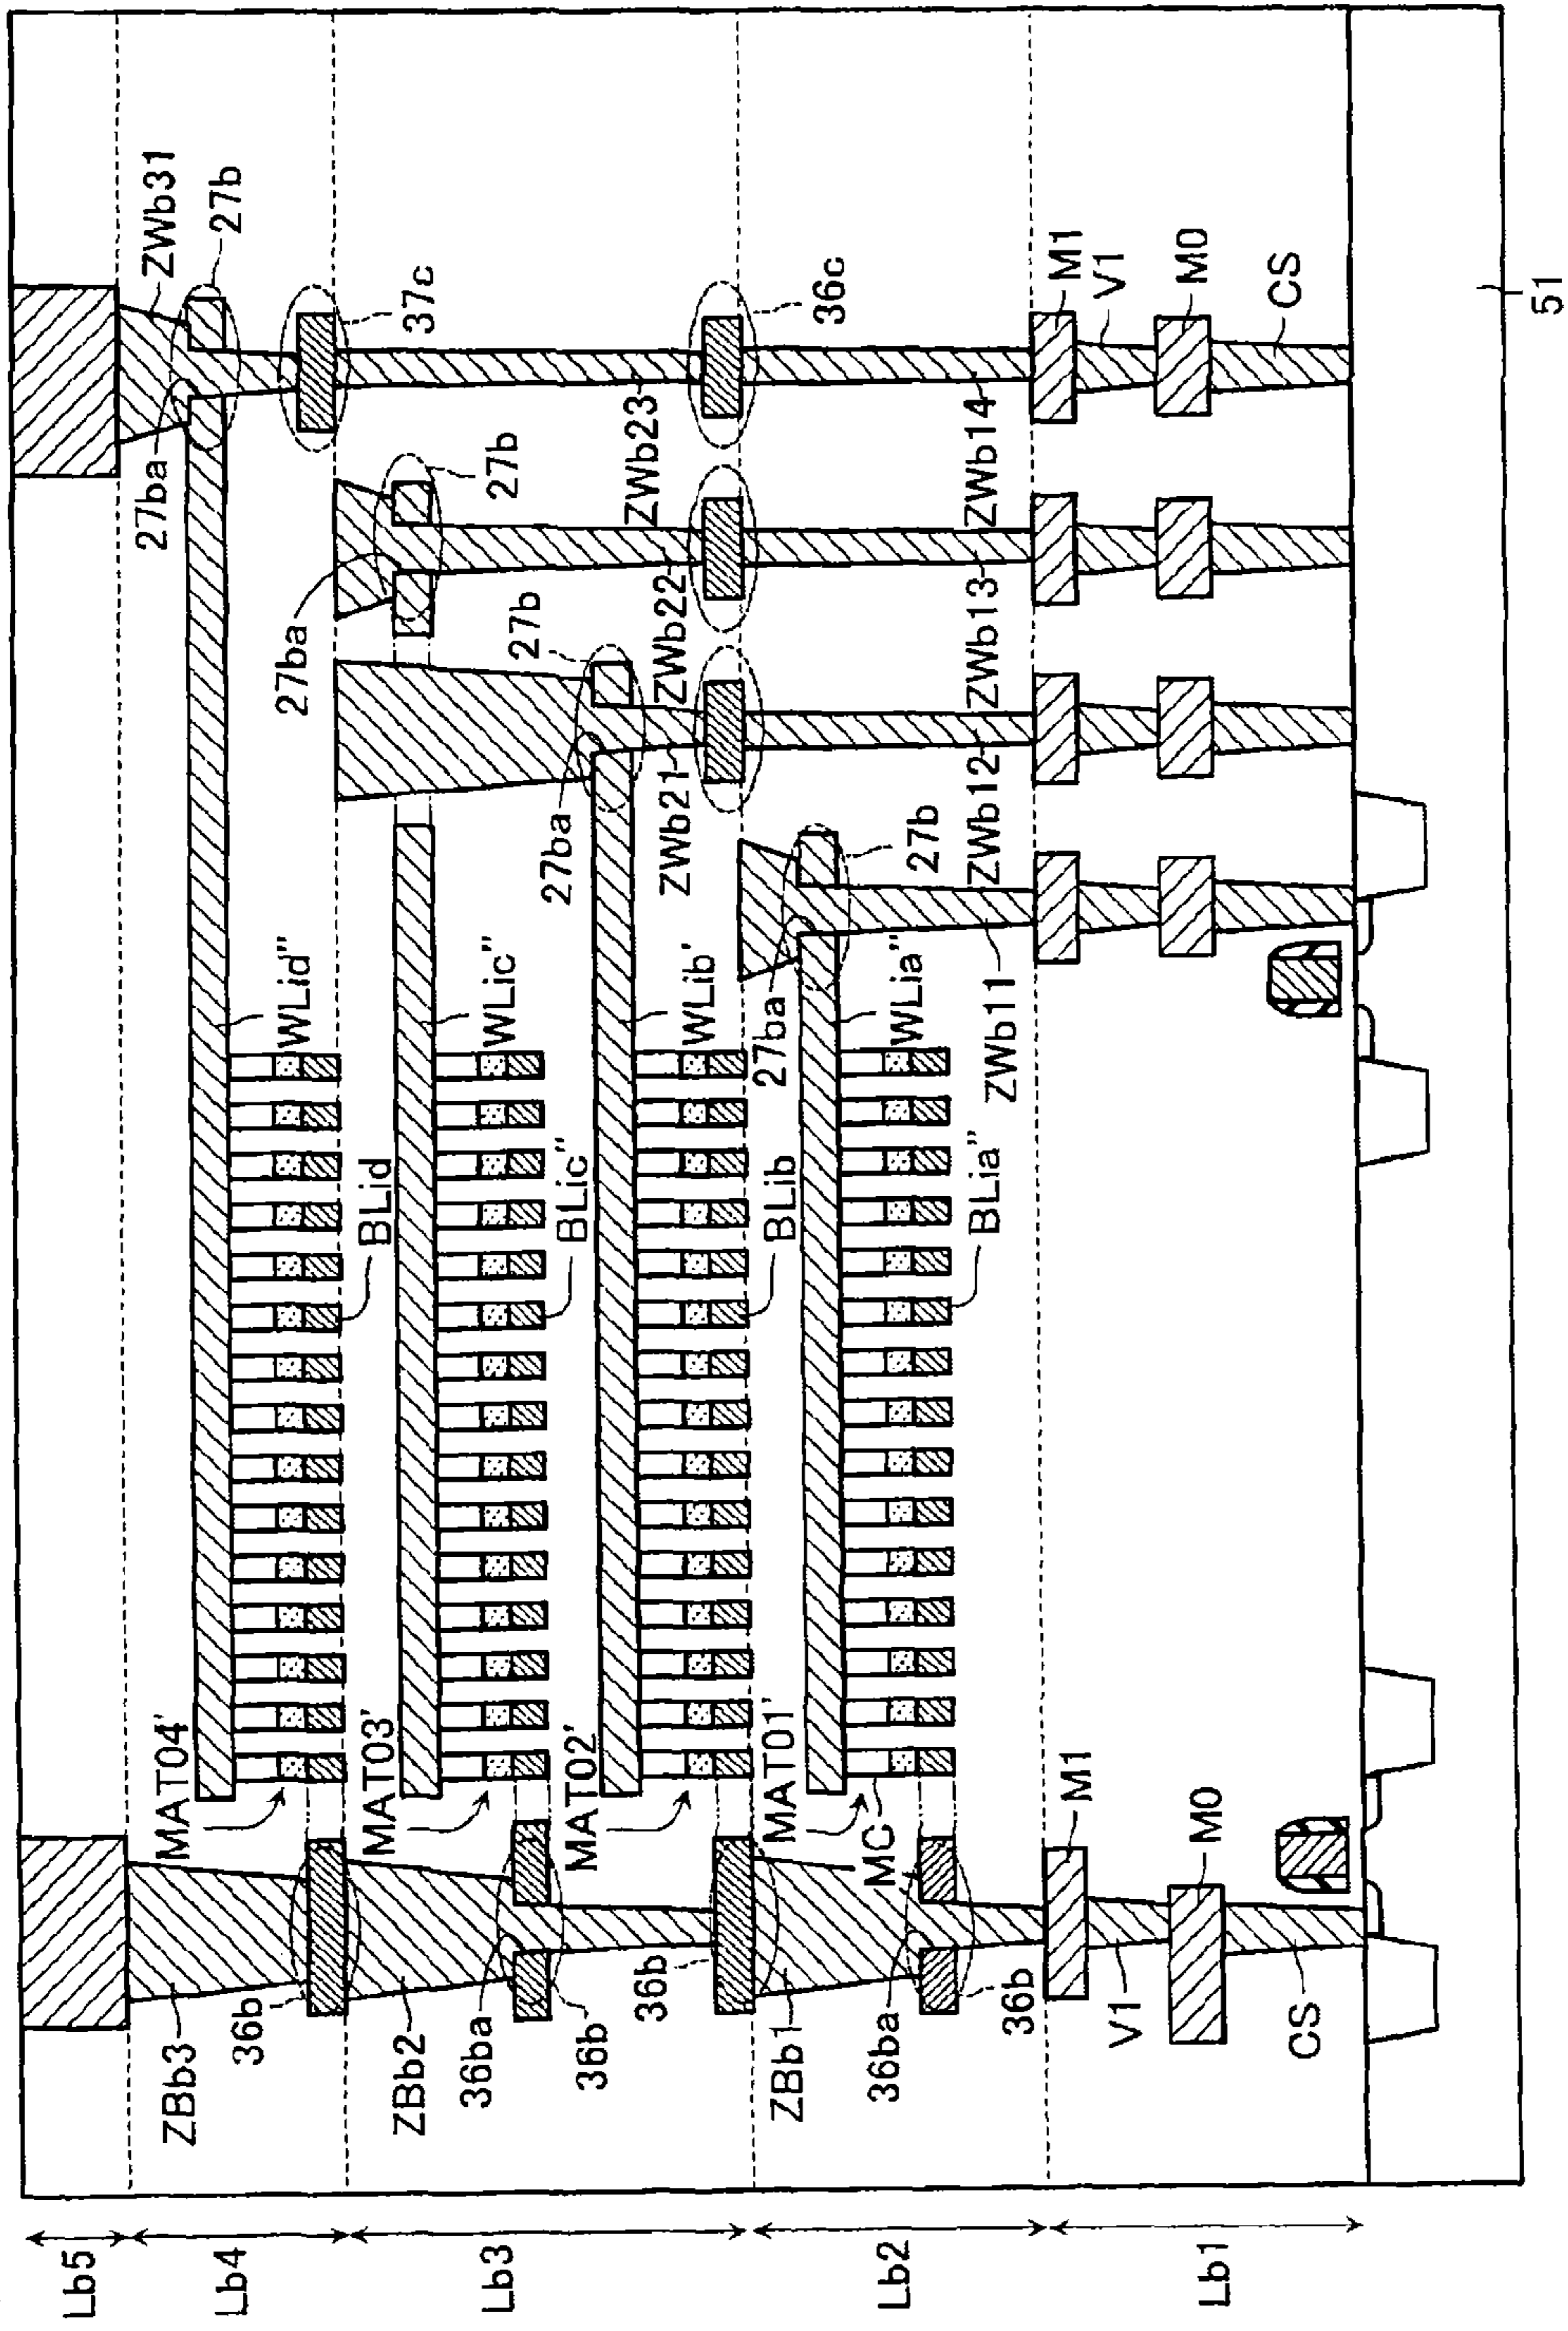 Lb5
ZBb3
MAT04'
27ba
ZWb31
Lb4
36b
27b
WLid"
27ba
BLid
MAT03'
37c
ZBb2
Lb3
36ba
WLic"
27b
27b
BLic"
27ba
MAT02'
36b
36b
ZWb21
ZWb22
ZWb23
WLib'
BLib
27ba
MAT01'
ZBb1
36c
MC
36ba
Lb2
WLia"
27b
BLia"
ZWb11
ZWb12
ZWb13
ZWb14
36b
M1
M1
V1
V1
M0
M0
Lb1
CS
CS
51